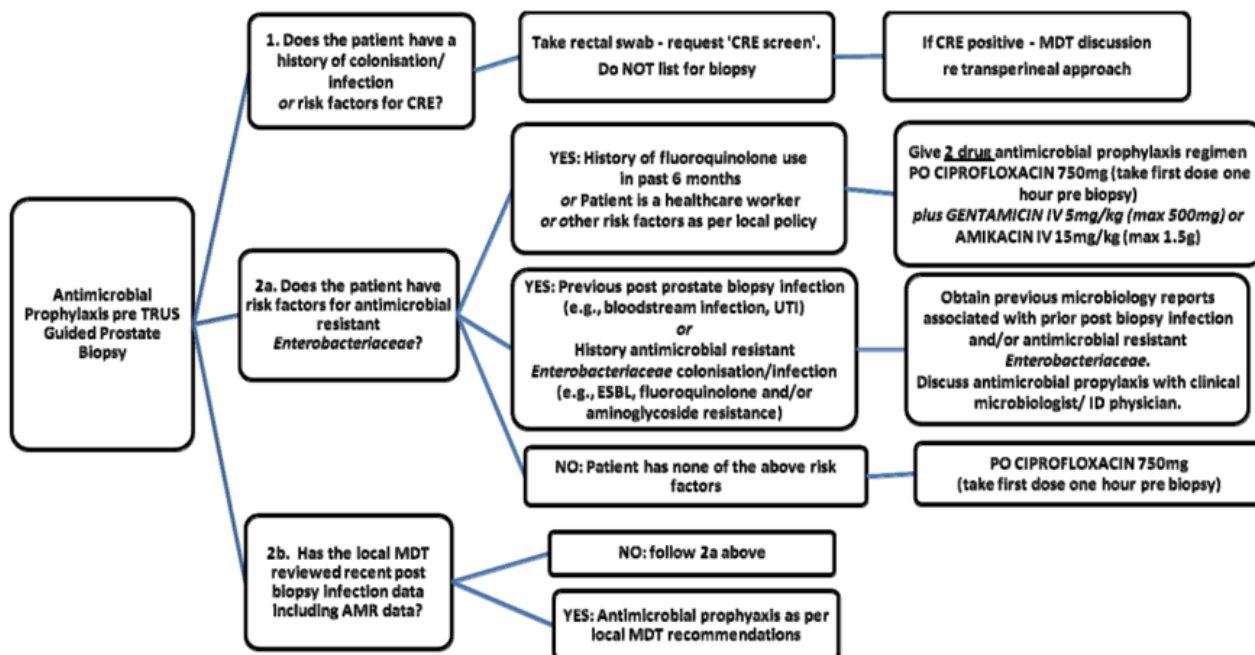 Antimicrobial
Prophylaxis pre TRUS
Guided Prostate
Biopsy
1. Does the patient have a
history of colonisation/
infection
or risk factors for CRE?
Take rectal swab - request 'CRE screen'.
Do NOT list for biopsy
If CRE positive - MDT discussion
re transperineal approach
2a. Does the patient have
risk factors for antimicrobial
resistant
Enterobacteriaceae?
YES: History of fluoroquinolone use
in past 6 months
or Patient is a healthcare worker
or other risk factors as per local policy
Give 2 drug antimicrobial prophylaxis regimen
PO CIPROFLOXACIN 750mg (take first dose one
hour pre biopsy)
plus GENTAMICIN IV 5mg/kg (max 500mg) or
AMIKACIN IV 15mg/kg (max 1.5g)
YES: Previous post prostate biopsy infection
(e.g., bloodstream infection, UTI)
or
History antimicrobial resistant
Enterobacteriaceae colonisation/infection
(e.g., ESBL, fluoroquinolone and/or
aminoglycoside resistance)
Obtain previous microbiology reports
associated with prior post biopsy infection
and/or antimicrobial resistant
Enterobacteriaceae.
Discuss antimicrobial propylaxis with clinical
microbiologist/ ID physician.
NO: Patient has none of the above risk
factors
PO CIPROFLOXACIN 750mg
(take first dose one hour pre biopsy)
2b. Has the local MDT
reviewed recent post
biopsy infection data
including AMR data?
NO: follow 2a above
YES: Antimicrobial prophyaxis as per
local MDT recommendations